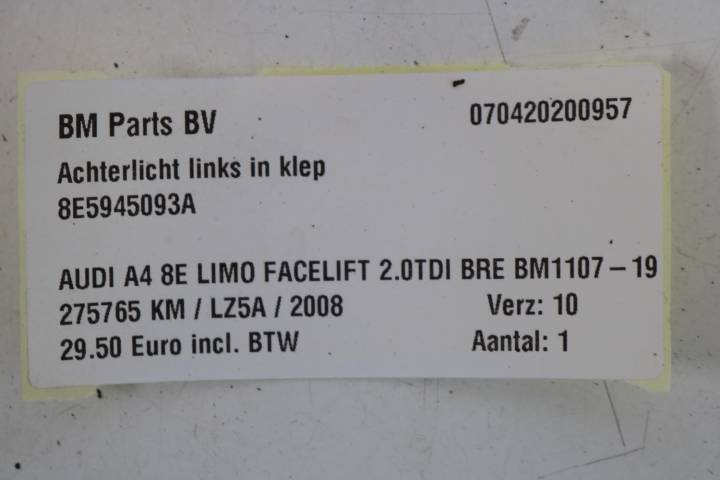 BM Parts BV 070420200957
Achterlicht links in klep
8E5945093A
AUDI A4 8E LIMO FACELIFT 2.0TDI BRE BM1107-19
275765 KM / LZ5A / 2008 Verz: 10
29.50 Euro incl. BTW Aantal: 1